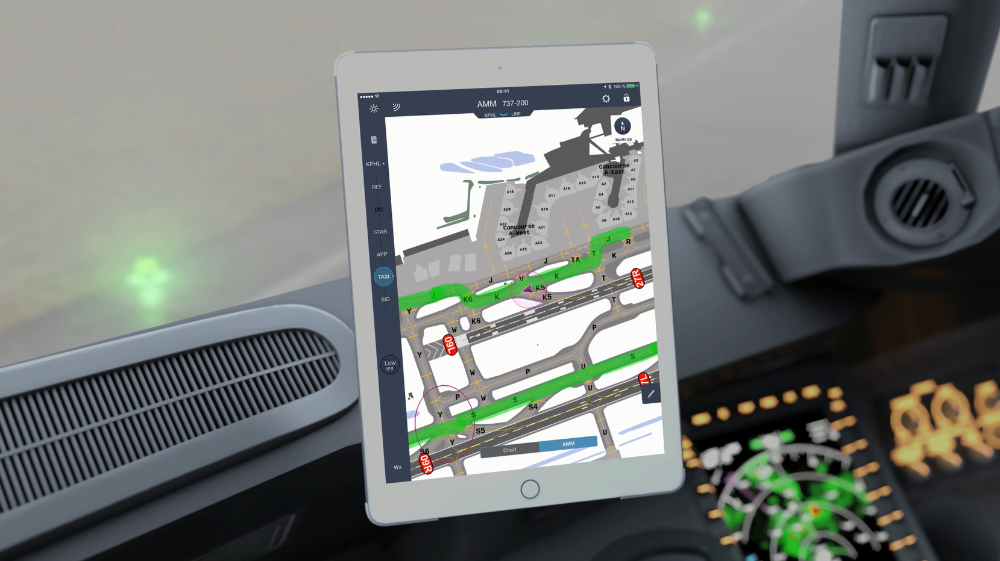 09:41
100 %
AMM 737-200
KPHL LIRF
N
North Up
KPHL
REF
CO
STAR
APP
TAXI
SID
Low
IFR
Wx
Concourse
A-East
A3
A7
A9
A11
A13
A12
A10
A8
A6
A4
A2
A14
A15
A16
A17
A18
A19
A20
A21
A22
Concourse
A-West
A23
A24
A25
A26
J
R
T
K
TA
J
V
K
J
K5
K5
T
27R
T
J
K6
K
Y
K6
W
09L
P
Y
W
P
U
S
P
W
S
U
7L
Y
S
S4
S5
Y
U
S6
09R
Chart
AMM